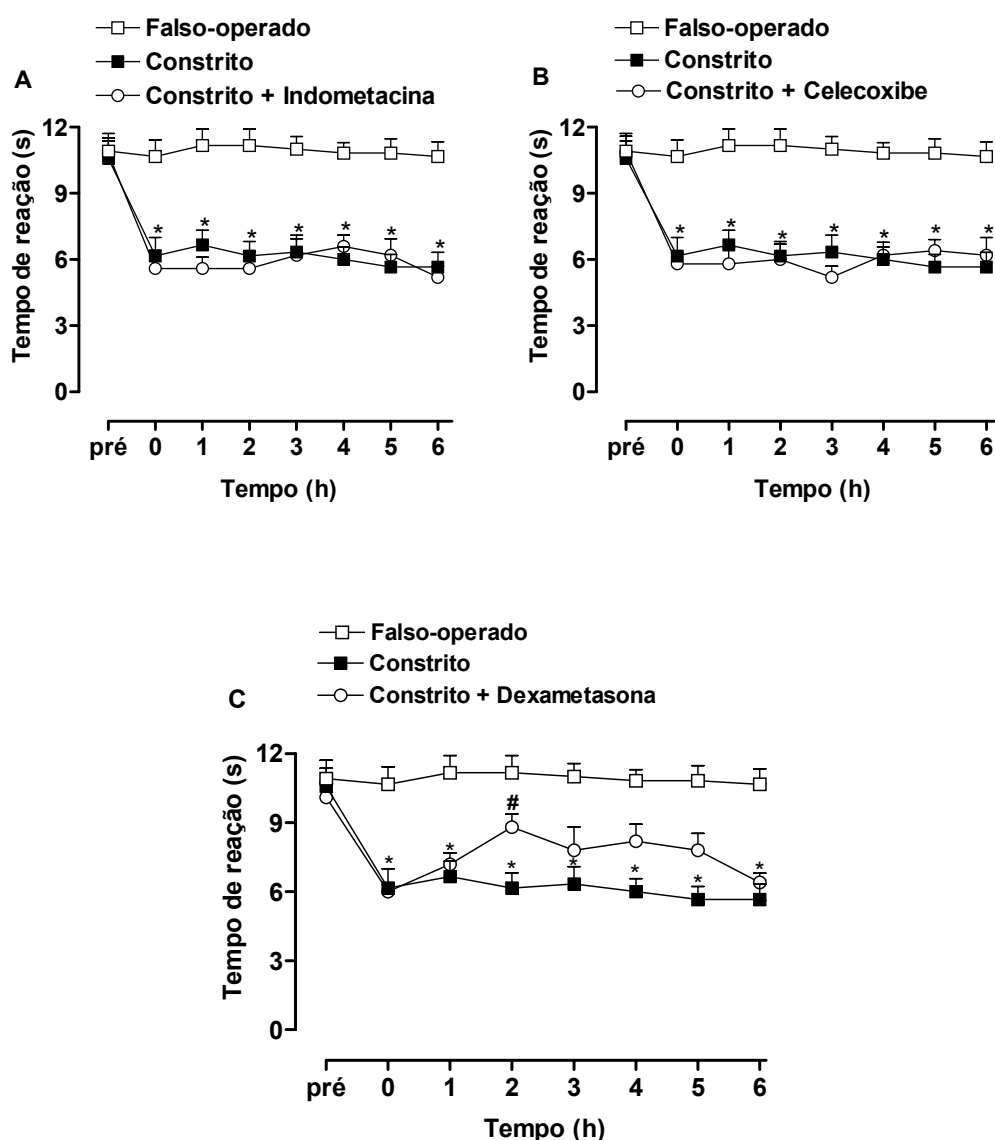 Falso-operado
Constrito
Constrito + Indometacina
A
Tempo de reação (s)
12
9
6
3
0
* * * * * * *
pré 0 1 2 3 4 5 6
Tempo (h)
Falso-operado
Constrito
Constrito + Celecoxibe
B
Tempo de reação (s)
12
9
6
3
0
* * * * * * *
pré 0 1 2 3 4 5 6
Tempo (h)
Falso-operado
Constrito
Constrito + Dexametasona
C
Tempo de reação (s)
12
9
6
3
0
#
* * * * * * *
pré 0 1 2 3 4 5 6
Tempo (h)